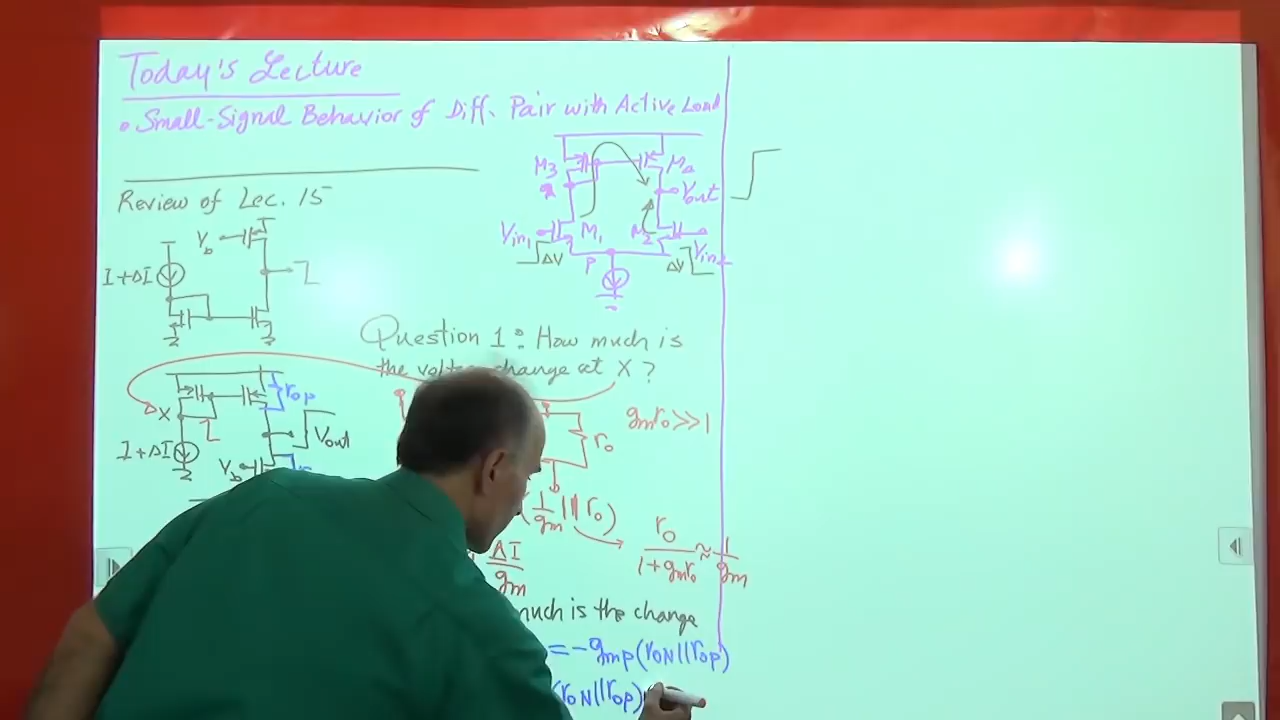 Today's Lecture
• Small-Signal Behavior of Diff. Pair with Active Load
M3
M4
Vout
Vin1
M1
M2
Vin2
ΔV
P
ΔV
Review of Lec. 15
Vb
I+ΔI
Question 1: How much is
the change at X?
rop
X
Vout
I+ΔI
Vb
ro
gmro>>1
(1/gm || ro)
ro/(1+gmro) ≈ 1/gm
ΔI/gm
much is the change
= -gmp(roN||rop)
(roN||rop)